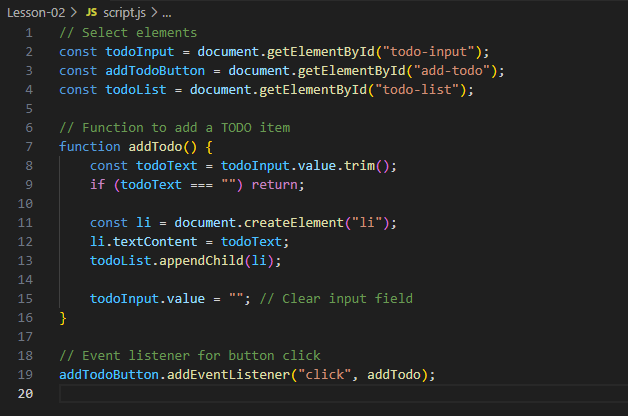 Lesson-02 > JS script.js > ...
1 // Select elements
2 const todoInput = document.getElementById("todo-input");
3 const addTodoButton = document.getElementById("add-todo");
4 const todoList = document.getElementById("todo-list");
5
6 // Function to add a TODO item
7 function addTodo() {
8     const todoText = todoInput.value.trim();
9     if (todoText === "") return;
10
11     const li = document.createElement("li");
12     li.textContent = todoText;
13     todoList.appendChild(li);
14
15     todoInput.value = ""; // Clear input field
16 }
17
18 // Event listener for button click
19 addTodoButton.addEventListener("click", addTodo);
20